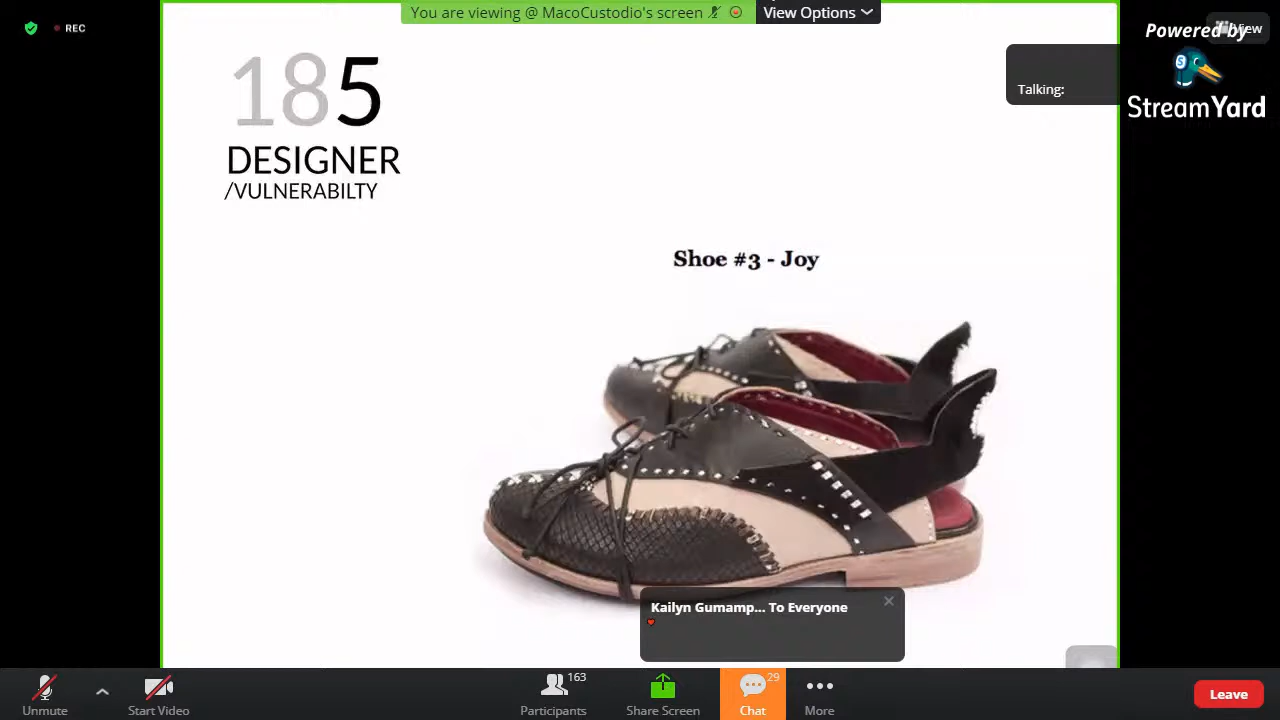 You are viewing @ MacoCustodio's screen
View Options
REC
Powered by
View
StreamYard
Talking:
185
DESIGNER
/VULNERABILTY
Shoe #3 - Joy
Kailyn Gumamp... To Everyone
163
29
Unmute
Start Video
Participants
Share Screen
Chat
More
Leave